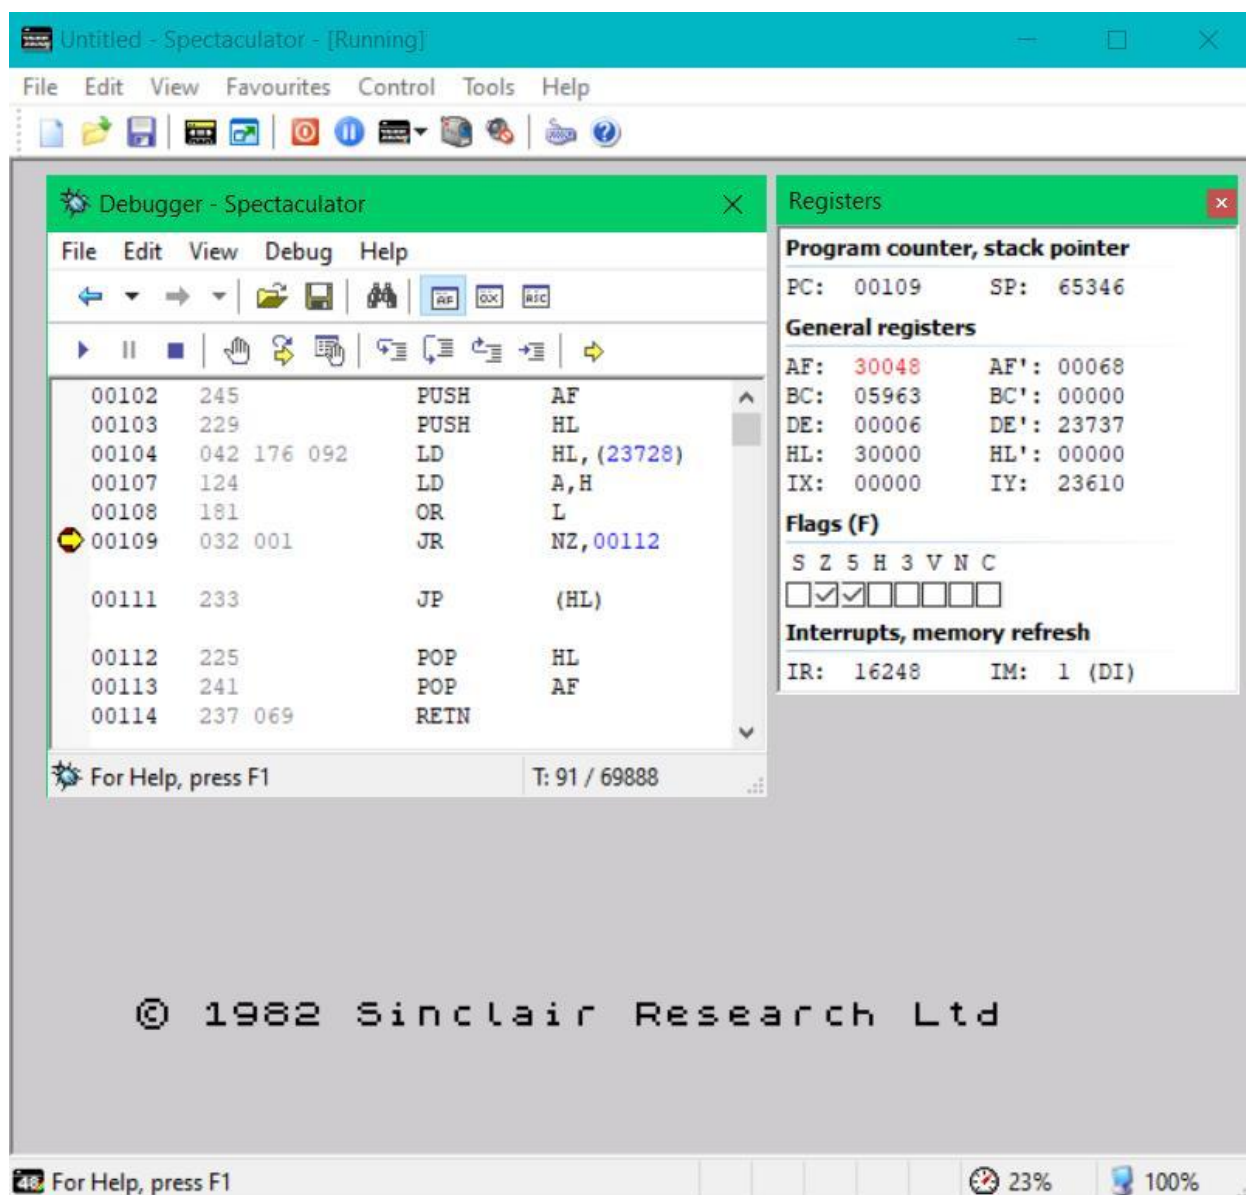 Untitled - Spectaculator - [Running]
File Edit View Favourites Control Tools Help
Debugger - Spectaculator
File Edit View Debug Help
00102 245 PUSH AF
00103 229 PUSH HL
00104 042 176 092 LD HL,(23728)
00107 124 LD A,H
00108 181 OR L
00109 032 001 JR NZ,00112
00111 233 JP (HL)
00112 225 POP HL
00113 241 POP AF
00114 237 069 RETN
For Help, press F1 T: 91 / 69888
Registers
Program counter, stack pointer
PC: 00109 SP: 65346
General registers
AF: 30048 AF': 00068
BC: 05963 BC': 00000
DE: 00006 DE': 23737
HL: 30000 HL': 00000
IX: 00000 IY: 23610
Flags (F)
S Z 5 H 3 V N C
Interrupts, memory refresh
IR: 16248 IM: 1 (DI)
© 1982 Sinclair Research Ltd
48 For Help, press F1 23% 100%